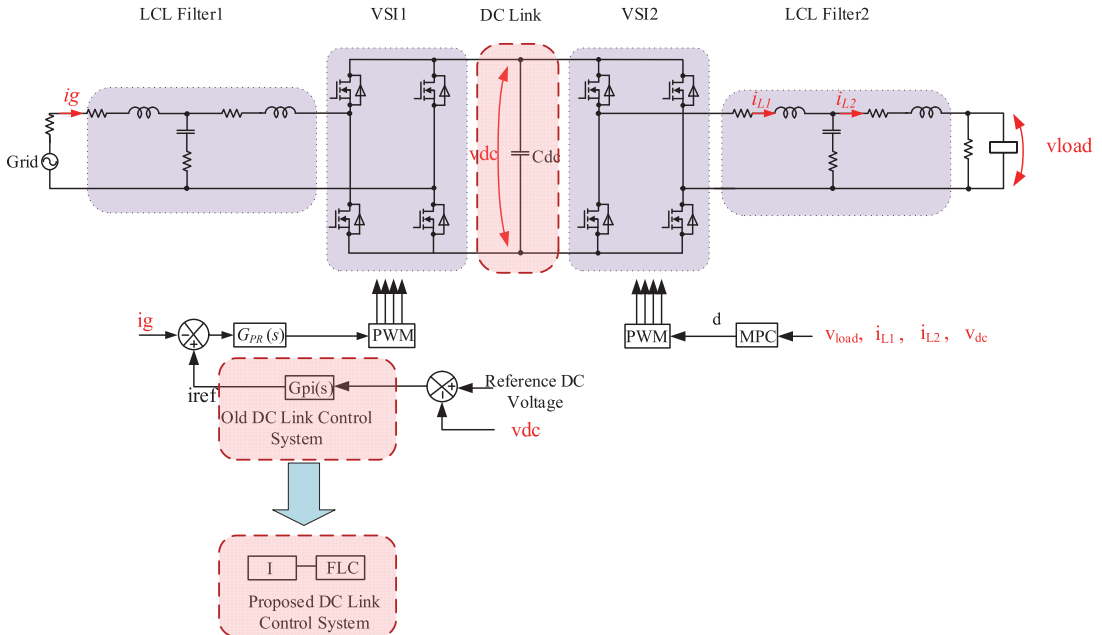 LCL Filter1
VSI1
DC Link
VSI2
LCL Filter2
ig
iL1
iL2
Grid
vdc
Cdc
vload
ig
-
+
GPR(s)
PWM
PWM
d
MPC
vload, iL1, iL2, vdc
iref
Gpi(s)
+
-
Reference DC
Voltage
vdc
Old DC Link Control
System
I
FLC
Proposed DC Link
Control System